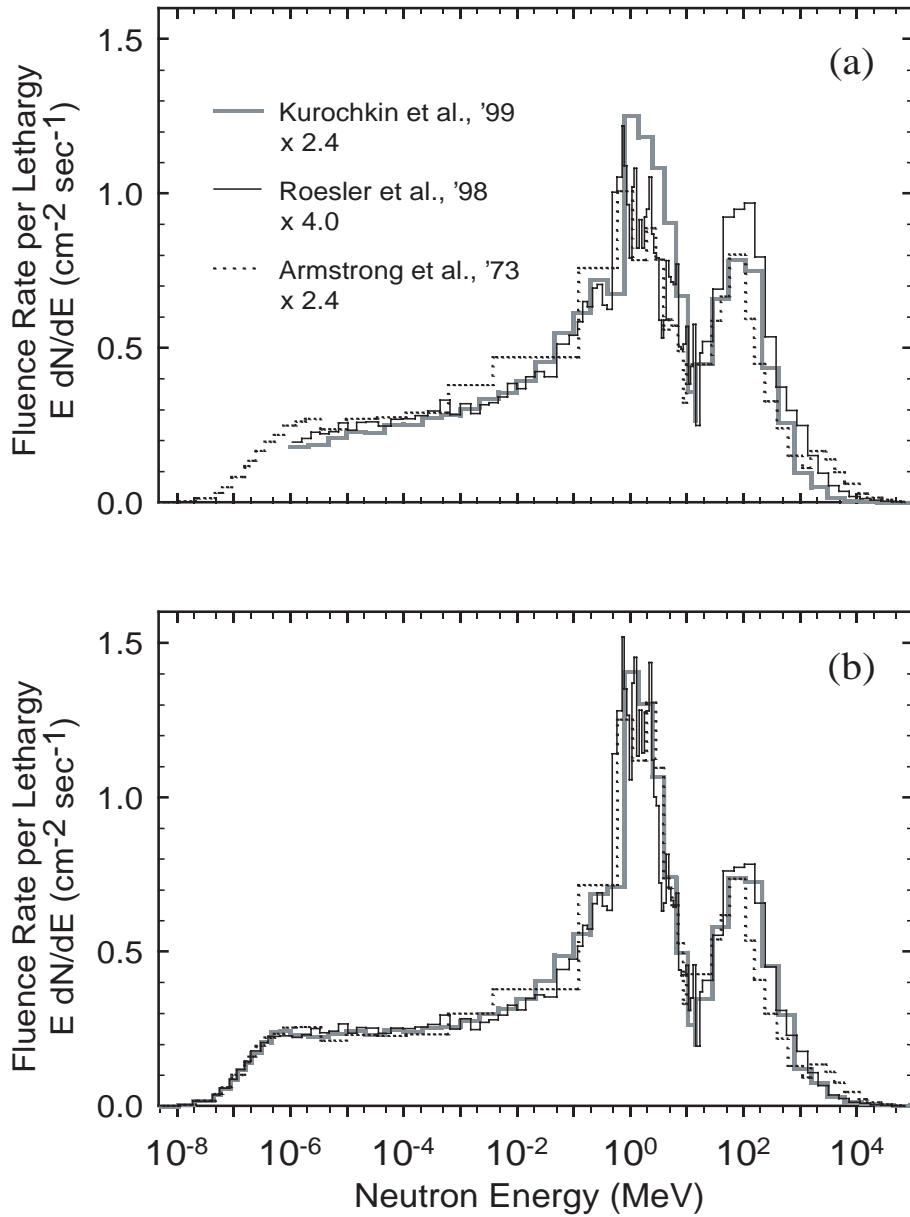 1.5
(a)
Kurochkin et al., '99
x 2.4
1.0
Roesler et al., '98
x 4.0
Armstrong et al., '73
x 2.4
0.5
0.0
Fluence Rate per Lethargy
E dN/dE (cm-2 sec-1)
1.5
(b)
1.0
0.5
0.0
Fluence Rate per Lethargy
E dN/dE (cm-2 sec-1)
10-8 10-6 10-4 10-2 100 102 104
Neutron Energy (MeV)